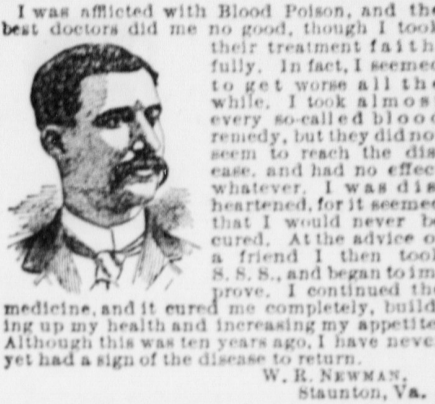 I was afflicted with Blood Poison, and the
best doctors did me no good, though I took
their treatment faith
fully. In fact, I seemed
to get worse all the
while. I took almos
every so-called blood
remedy, but they did no
seem to reach the dis
ease, and had no effec
whatever. I was dis
heartened, for it seemed
that I would never be
cured. At the advice o
a friend I then took
S. S. S., and began to im
prove. I continued the
medicine, and it cured me completely, build
ing up my health and increasing my appetite
Although this was ten years ago, I have neve
yet had a sign of the disease to return.
W. R. NEWMAN,
Staunton, Va.